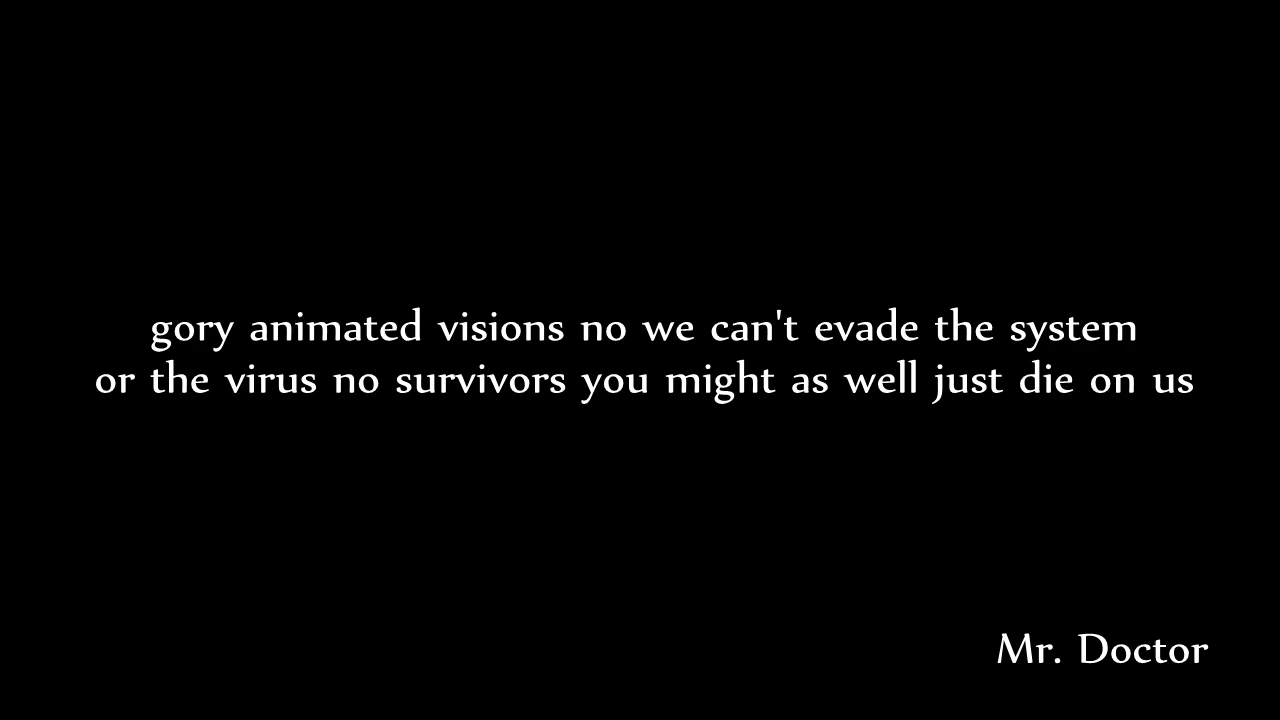 gory animated visions no we can't evade the system
or the virus no survivors you might as well just die on us
Mr. Doctor